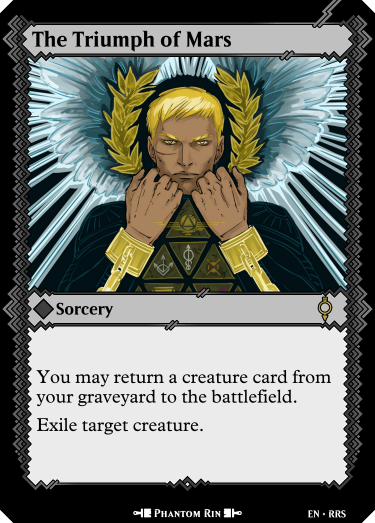 The Triumph of Mars
Sorcery
You may return a creature card from
your graveyard to the battlefield.
Exile target creature.
Phantom Rin
EN • RRS